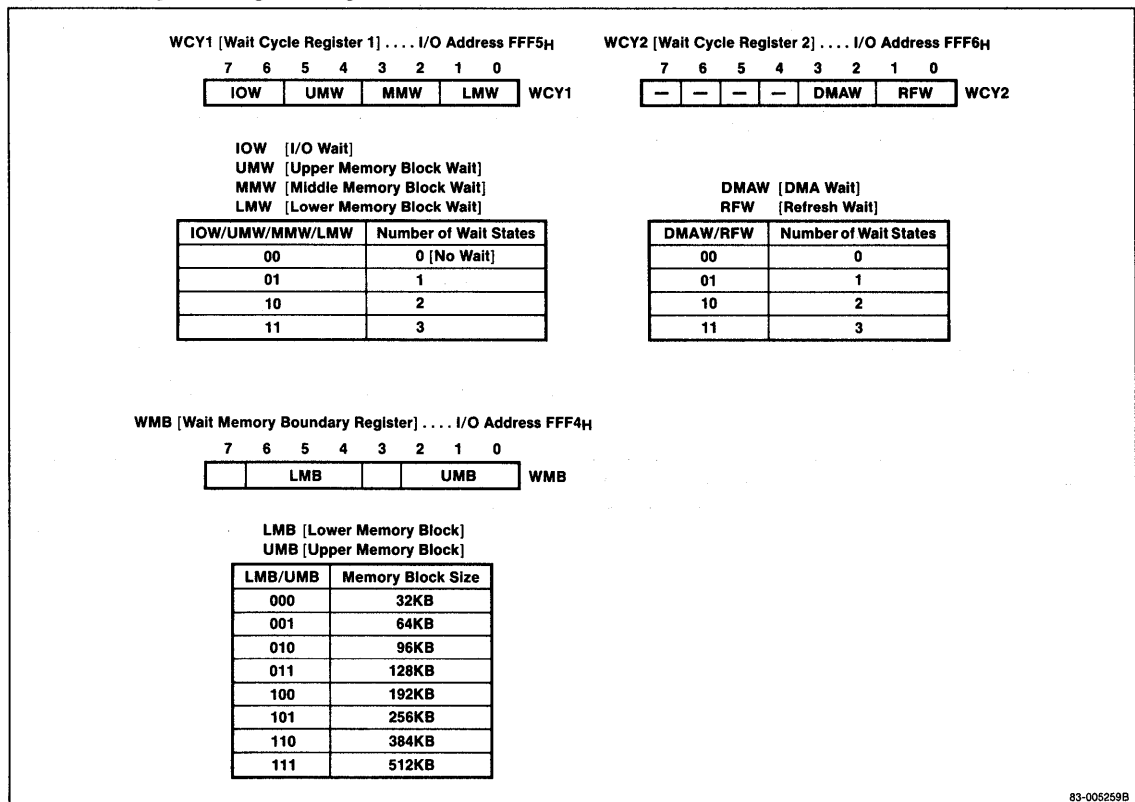 WCY1 [Wait Cycle Register 1] .... I/O Address FFF5H
7 6 5 4 3 2 1 0
IOW UMW MMW LMW WCY1
IOW [I/O Wait]
UMW [Upper Memory Block Wait]
MMW [Middle Memory Block Wait]
LMW [Lower Memory Block Wait]
IOW/UMW/MMW/LMW Number of Wait States
00 0 [No Wait]
01 1
10 2
11 3
WCY2 [Wait Cycle Register 2] .... I/O Address FFF6H
7 6 5 4 3 2 1 0
— — — — DMAW RFW WCY2
DMAW [DMA Wait]
RFW [Refresh Wait]
DMAW/RFW Number of Wait States
00 0
01 1
10 2
11 3
WMB [Wait Memory Boundary Register] .... I/O Address FFF4H
7 6 5 4 3 2 1 0
LMB UMB WMB
LMB [Lower Memory Block]
UMB [Upper Memory Block]
LMB/UMB Memory Block Size
000 32KB
001 64KB
010 96KB
011 128KB
100 192KB
101 256KB
110 384KB
111 512KB
83-005259B